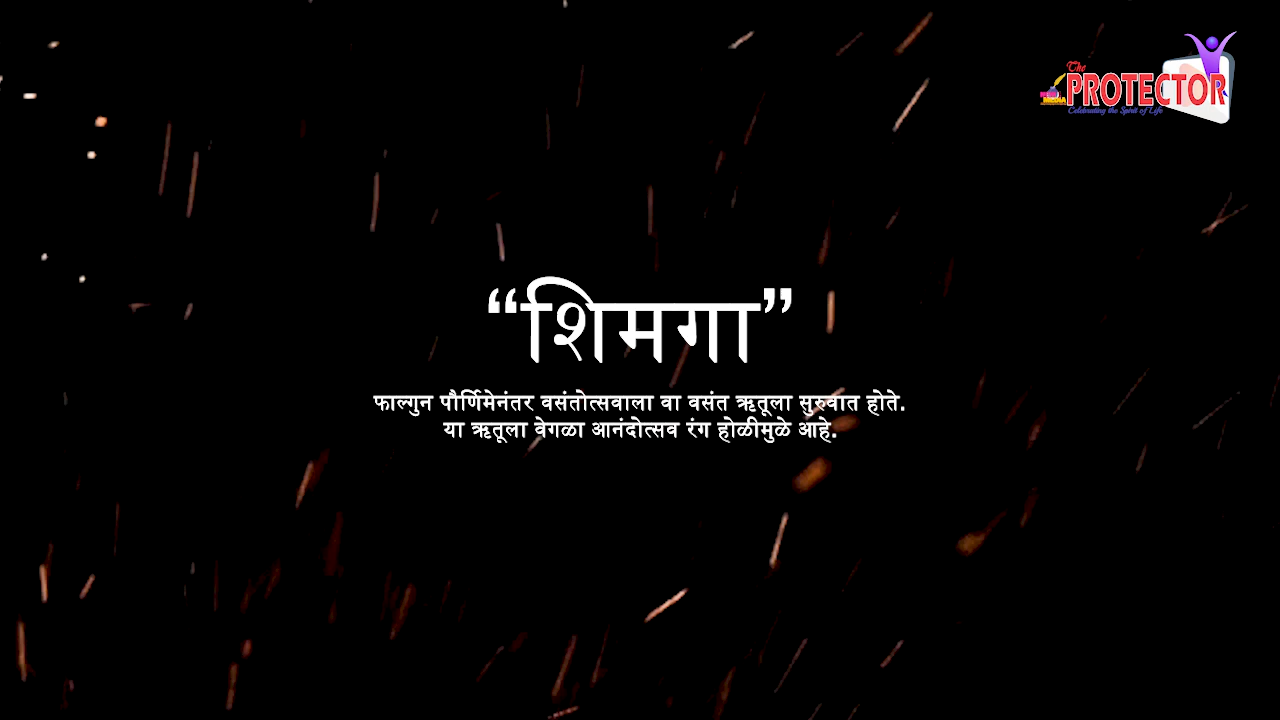 The
PROTECTOR
Celebrating the Spirit of Life
“शिमगा”
फाल्गुन पौर्णिमेनंतर वसंतोत्सवाला वा वसंत ऋतूला सुरुवात होते.
या ऋतूला वेगळा आनंदोत्सव रंग होळीमुळे आहे.